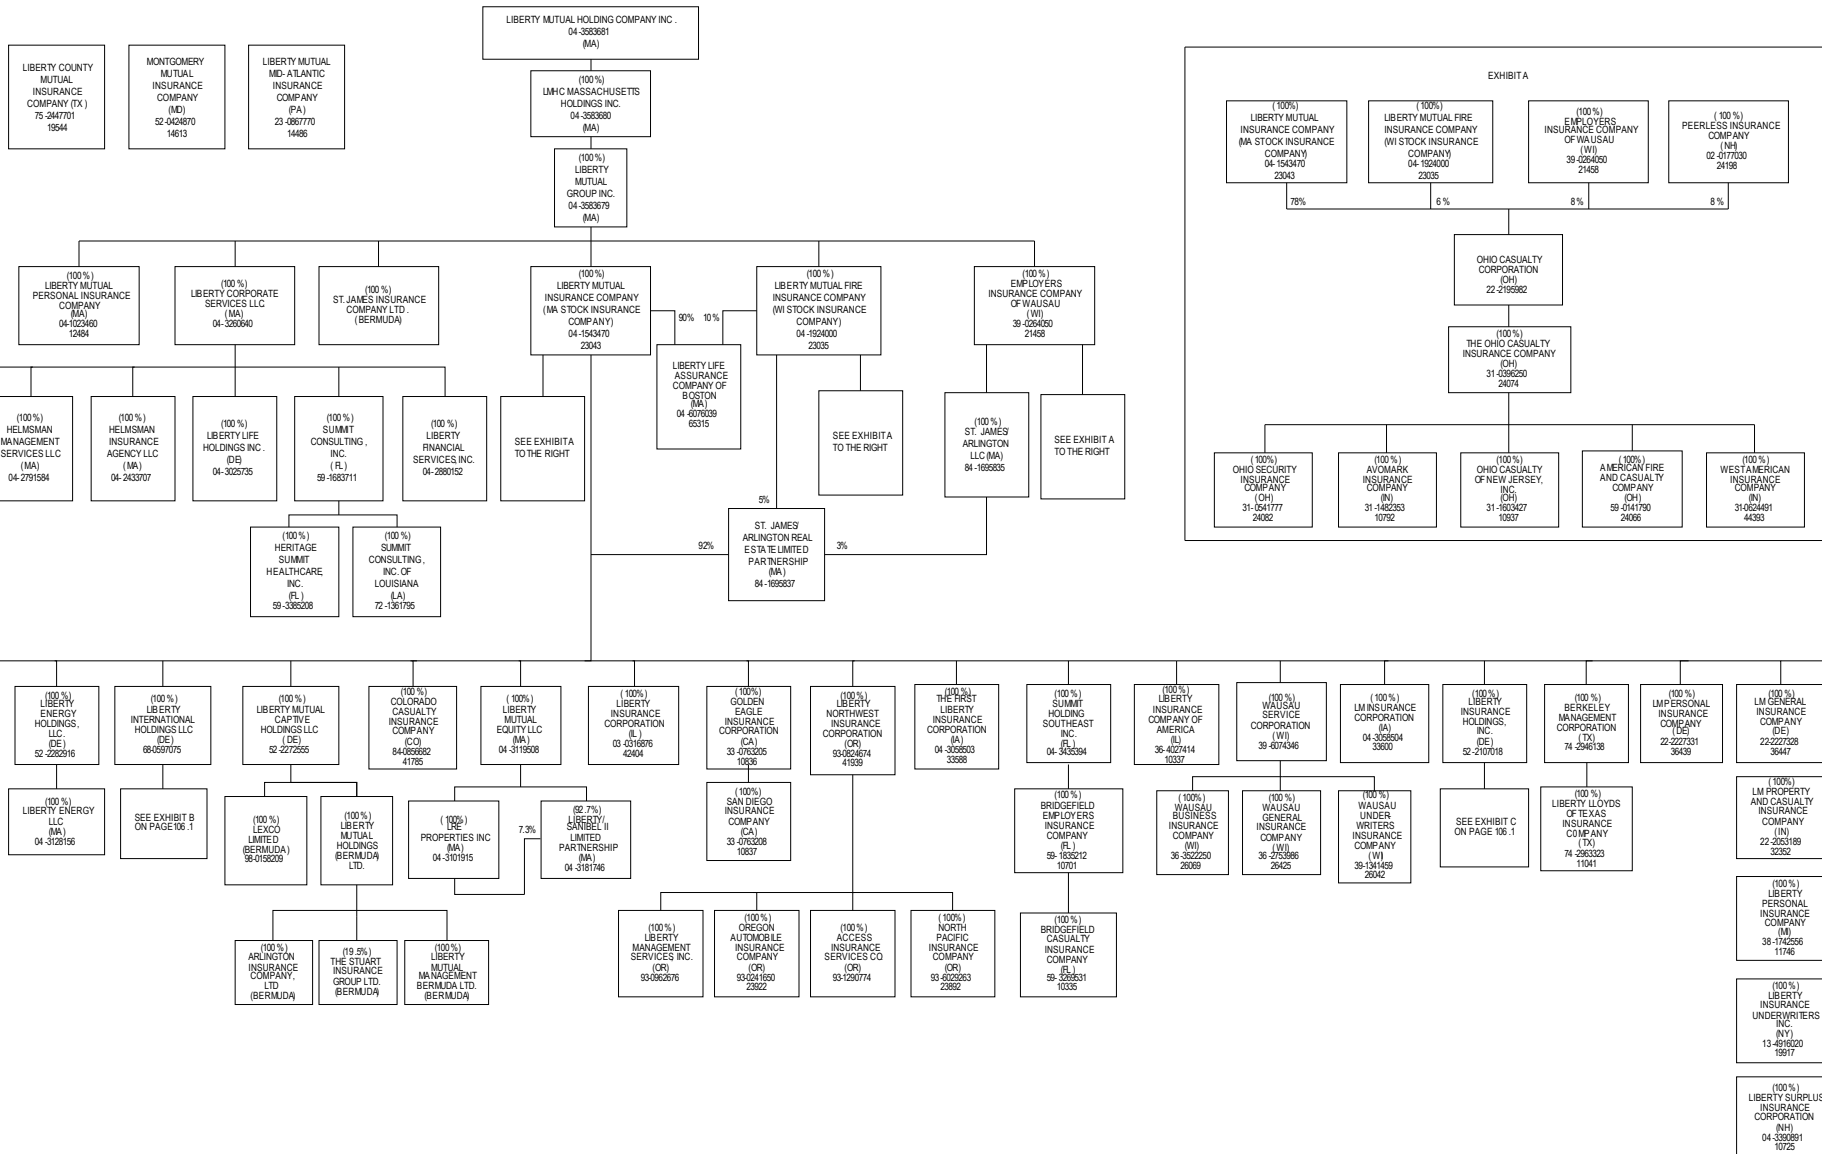 LIBERTY MUTUAL HOLDING COMPANY INC .
04 -3583681
(MA)
LIBERTY COUNTY
MUTUAL
INSURANCE
COMPANY (TX )
75 -2447701
19544
MONTGOMERY
MUTUAL
INSURANCE
COMPANY
(MD)
52 -0424870
14613
LIBERTY MUTUAL
MID- ATLANTIC
INSURANCE
COMPANY
(PA)
23 -0867770
14486
(100 %)
LMHC MASSACHUSETTS
HOLDINGS INC.
04 -3583680
(MA)
(100 %)
LIBERTY
MUTUAL
GROUP INC.
04 -3583679
(MA)
(100 %)
LIBERTY MUTUAL
PERSONAL INSURANCE
COMPANY
(MA)
04-1023460
12484
(100 %)
LIBERTY CORPORATE
SERVICES LLC
( MA)
04- 3260640
(100 %)
ST. JAMES INSURANCE
COMPANY LTD .
( BERMUDA)
(100 %)
LIBERTY MUTUAL
INSURANCE COMPANY
( MA STOCK INSURANCE
COMPANY)
04 -1543470
23043
90%
10 %
(100 %)
LIBERTY MUTUAL FIRE
INSURANCE COMPANY
(WI STOCK INSURANCE
COMPANY)
04 -1924000
23035
(100 %)
EMPLOYERS
INSURANCE COMPANY
OF WAUSAU
( WI)
39 -0264050
21458
(100 %)
HELMSMAN
MANAGEMENT
SERVICES LLC
(MA)
04- 2791584
(100 %)
HELMSMAN
INSURANCE
AGENCY LLC
( MA)
04- 2433707
(100 %)
LIBERTY LIFE
HOLDINGS INC .
(DE)
04- 3025735
(100 %)
SUMMIT
CONSULTING ,
INC.
( FL)
59 -1683711
(100 %)
LIBERTY
FINANCIAL
SERVICES, INC.
04- 2880152
SEE EXHIBIT A
TO THE RIGHT
LIBERTY LIFE
ASSURANCE
COMPANY OF
BOSTON
(MA)
04 -6076039
65315
SEE EXHIBIT A
TO THE RIGHT
(100 %)
ST. JAMES/
ARLINGTON
LLC (MA)
84 -1695835
SEE EXHIBIT A
TO THE RIGHT
(100 %)
HERITAGE
SUMMIT
HEALTHCARE,
INC.
(FL )
59 -3385208
(100 %)
SUMMIT
CONSULTING ,
INC. OF
LOUISIANA
(LA)
72 -1361795
5%
92%
3%
ST. JAMES/
ARLINGTON REAL
ESTATE LIMITED
PARTNERSHIP
(MA)
84 -1695837
EXHIBIT A
( 100%)
LIBERTY MUTUAL
INSURANCE COMPANY
(MA STOCK INSURANCE
COMPANY)
04- 1543470
23043
(100 %)
LIBERTY MUTUAL FIRE
INSURANCE COMPANY
(WI STOCK INSURANCE
COMPANY)
04- 1924000
23035
(100 %)
EMPLOYERS
INSURANCE COMPANY
OF WAUSAU
( WI)
39 -0264050
21458
( 100 %)
PEERLESS INSURANCE
COMPANY
( NH)
02 -0177030
24198
78%
6 %
8 %
8 %
OHIO CASUALTY
CORPORATION
(OH)
22 -2195982
(100 %)
THE OHIO CASUALTY
INSURANCE COMPANY
(OH)
31 -0396250
24074
( 100%)
OHIO SECURITY
INSURANCE
COMPANY
( OH)
31- 0541777
24082
(100 %)
AVOMARK
INSURANCE
COMPANY
(IN)
31 -1482353
10792
(100 %)
OHIO CASUALTY
OF NEW JERSEY,
INC.
(OH)
31 -1603427
10937
( 100%)
AMERICAN FIRE
AND CASUALTY
COMPANY
(OH)
59 -0141790
24066
(100 %)
WEST AMERICAN
INSURANCE
COMPANY
(IN)
31-0624491
44393
(100 %)
LIBERTY
ENERGY
HOLDINGS,
LLC.
(DE)
52 -2282916
(100 %)
LIBERTY
INTERNATIONAL
HOLDINGS LLC
(DE)
68-0597075
(100 %)
LIBERTY MUTUAL
CAPTIVE
HOLDINGS LLC
( DE)
52 -2272555
(100 %)
COLORADO
CASUALTY
INSURANCE
COMPANY
(CO)
84-0856682
41785
( 100%)
LIBERTY
MUTUAL
EQUITY LLC
(MA)
04 -3119508
( 100%)
LIBERTY
INSURANCE
CORPORATION
(IL )
03 -0316876
42404
(100 %)
GOLDEN
EAGLE
INSURANCE
CORPORATION
(CA)
33 -0763205
10836
(100 %)
LIBERTY
NORTHWEST
INSURANCE
CORPORATION
(OR)
93-0824674
41939
(100 %)
THE FIRST
LIBERTY
INSURANCE
CORPORATION
(IA)
04 -3058503
33588
(100 %)
SUMMIT
HOLDING
SOUTHEAST
INC.
(FL )
04- 3435394
(100 %)
LIBERTY
INSURANCE
COMPANY OF
AMERICA
(IL)
36- 4027414
10337
(100 %)
WAUSAU
SERVICE
CORPORATION
( WI)
39 -6074346
( 100 %)
LM INSURANCE
CORPORATION
(IA)
04 -3058504
33600
(100 %)
LIBERTY
INSURANCE
HOLDINGS,
INC.
(DE)
52 -2107018
(100 %)
BERKELEY
MANAGEMENT
CORPORATION
( TX)
74 -2946138
(100 %)
LM PERSONAL
INSURANCE
COMPANY
( DE)
22-2227331
36439
(100 %)
LM GENERAL
INSURANCE
COMPANY
(DE)
22-2227328
36447
(100 %)
LIBERTY ENERGY
LLC
(MA)
04 -3128156
SEE EXHIBIT B
ON PAGE 106 .1
(100 %)
LEXCO
LIMITED
(BERMUDA )
98-0158209
(100 %)
LIBERTY
MUTUAL
HOLDINGS
(BERMUDA)
LTD.
( 100%)
LRE
PROPERTIES INC
(MA)
04 -3101915
7.3%
(92. 7%)
LIBERTY/
SANIBEL II
LIMITED
PARTNERSHIP
(MA)
04 -3181746
(100%)
SAN DIEGO
INSURANCE
COMPANY
(CA)
33 -0763208
10837
(100 %)
BRIDGEFIELD
EMPLOYERS
INSURANCE
COMPANY
(FL )
59- 1835212
10701
( 100%)
WAUSAU
BUSINESS
INSURANCE
COMPANY
(WI)
36 -3522250
26069
(100 %)
WAUSAU
GENERAL
INSURANCE
COMPANY
( WI)
36 -2753986
26425
(100 %)
WAUSAU
UNDER-
WRITERS
INSURANCE
COMPANY
( WI)
39-1341459
26042
SEE EXHIBIT C
ON PAGE 106 .1
(100 %)
LIBERTY LLOYDS
OF TEXAS
INSURANCE
COMPANY
( TX)
74 -2963323
11041
( 100%)
LM PROPERTY
AND CASUALTY
INSURANCE
COMPANY
( IN)
22 -2053189
32352
(100 %)
LIBERTY
MANAGEMENT
SERVICES, INC.
(OR)
93-0962676
(100 %)
OREGON
AUTOMOBILE
INSURANCE
COMPANY
(OR)
93-0241650
23922
(100 %)
ACCESS
INSURANCE
SERVICES CO.
(OR)
93-1290774
(100 %)
NORTH
PACIFIC
INSURANCE
COMPANY
(OR)
93 -6029263
23892
(100 %)
BRIDGEFIELD
CASUALTY
INSURANCE
COMPANY
(FL )
59- 3269531
10335
(100 %)
LIBERTY
PERSONAL
INSURANCE
COMPANY
(MI)
38 -1742556
11746
(100 %)
ARLINGTON
INSURANCE
COMPANY,
LTD
(BERMUDA)
(19 .5%)
THE STUART
INSURANCE
GROUP LTD.
(BERMUDA)
(100 %)
LIBERTY
MUTUAL
MANAGEMENT
BERMUDA LTD.
(BERMUDA)
(100 %)
LIBERTY
INSURANCE
UNDERWRITERS
INC.
( NY)
13 -4916020
19917
(100 %)
LIBERTY SURPLUS
INSURANCE
CORPORATION
(NH)
04 -3390891
10725